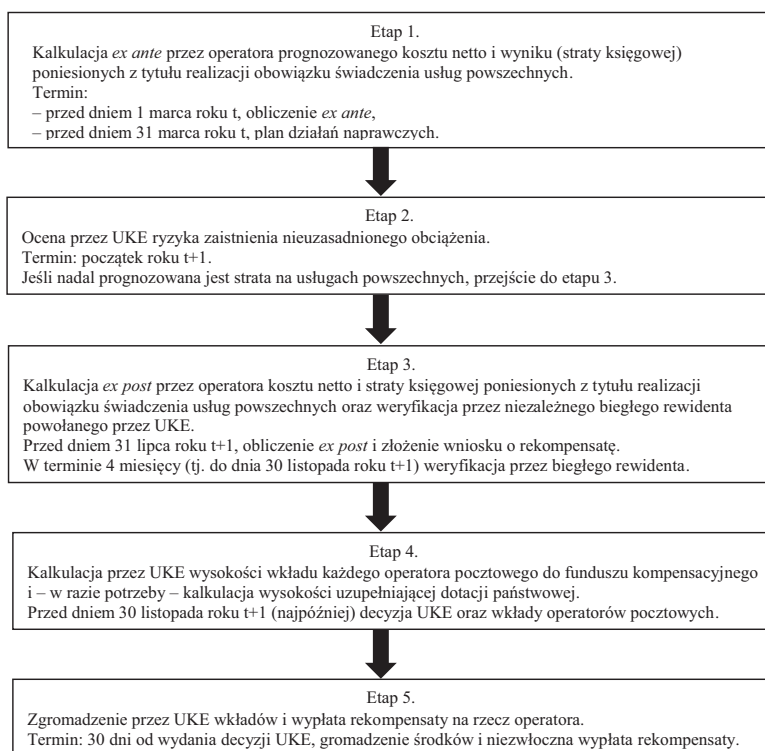 Etap 1.
Kalkulacja ex ante przez operatora prognozowanego kosztu netto i wyniku (straty księgowej)
poniesionych z tytułu realizacji obowiązku świadczenia usług powszechnych.
Termin:
– przed dniem 1 marca roku t, obliczenie ex ante,
– przed dniem 31 marca roku t, plan działań naprawczych.
Etap 2.
Ocena przez UKE ryzyka zaistnienia nieuzasadnionego obciążenia.
Termin: początek roku t+1.
Jeśli nadal prognozowana jest strata na usługach powszechnych, przejście do etapu 3.
Etap 3.
Kalkulacja ex post przez operatora kosztu netto i straty księgowej poniesionych z tytułu realizacji
obowiązku świadczenia usług powszechnych oraz weryfikacja przez niezależnego biegłego rewidenta
powołanego przez UKE.
Przed dniem 31 lipca roku t+1, obliczenie ex post i złożenie wniosku o rekompensatę.
W terminie 4 miesięcy (tj. do dnia 30 listopada roku t+1) weryfikacja przez biegłego rewidenta.
Etap 4.
Kalkulacja przez UKE wysokości wkładu każdego operatora pocztowego do funduszu kompensacyjnego
i – w razie potrzeby – kalkulacja wysokości uzupełniającej dotacji państwowej.
Przed dniem 30 listopada roku t+1 (najpóźniej) decyzja UKE oraz wkłady operatorów pocztowych.
Etap 5.
Zgromadzenie przez UKE wkładów i wypłata rekompensaty na rzecz operatora.
Termin: 30 dni od wydania decyzji UKE, gromadzenie środków i niezwłoczna wypłata rekompensaty.